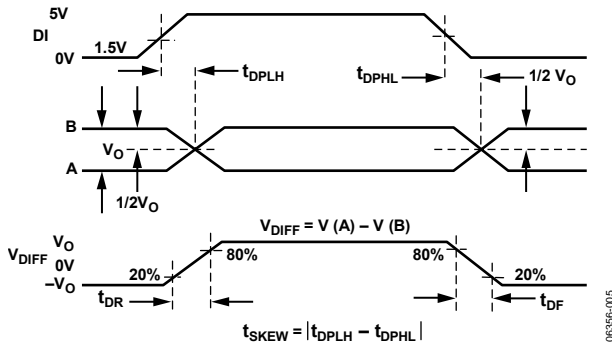 5V
DI
1.5V
0V
tDPLH
tDPHL
1/2 VO
B
VO
A
1/2VO
VDIFF = V (A) – V (B)
VO
VDIFF
0V
–VO
20%
80%
80%
20%
tDR
tDF
tSKEW = |tDPLH – tDPHL|
06356-005